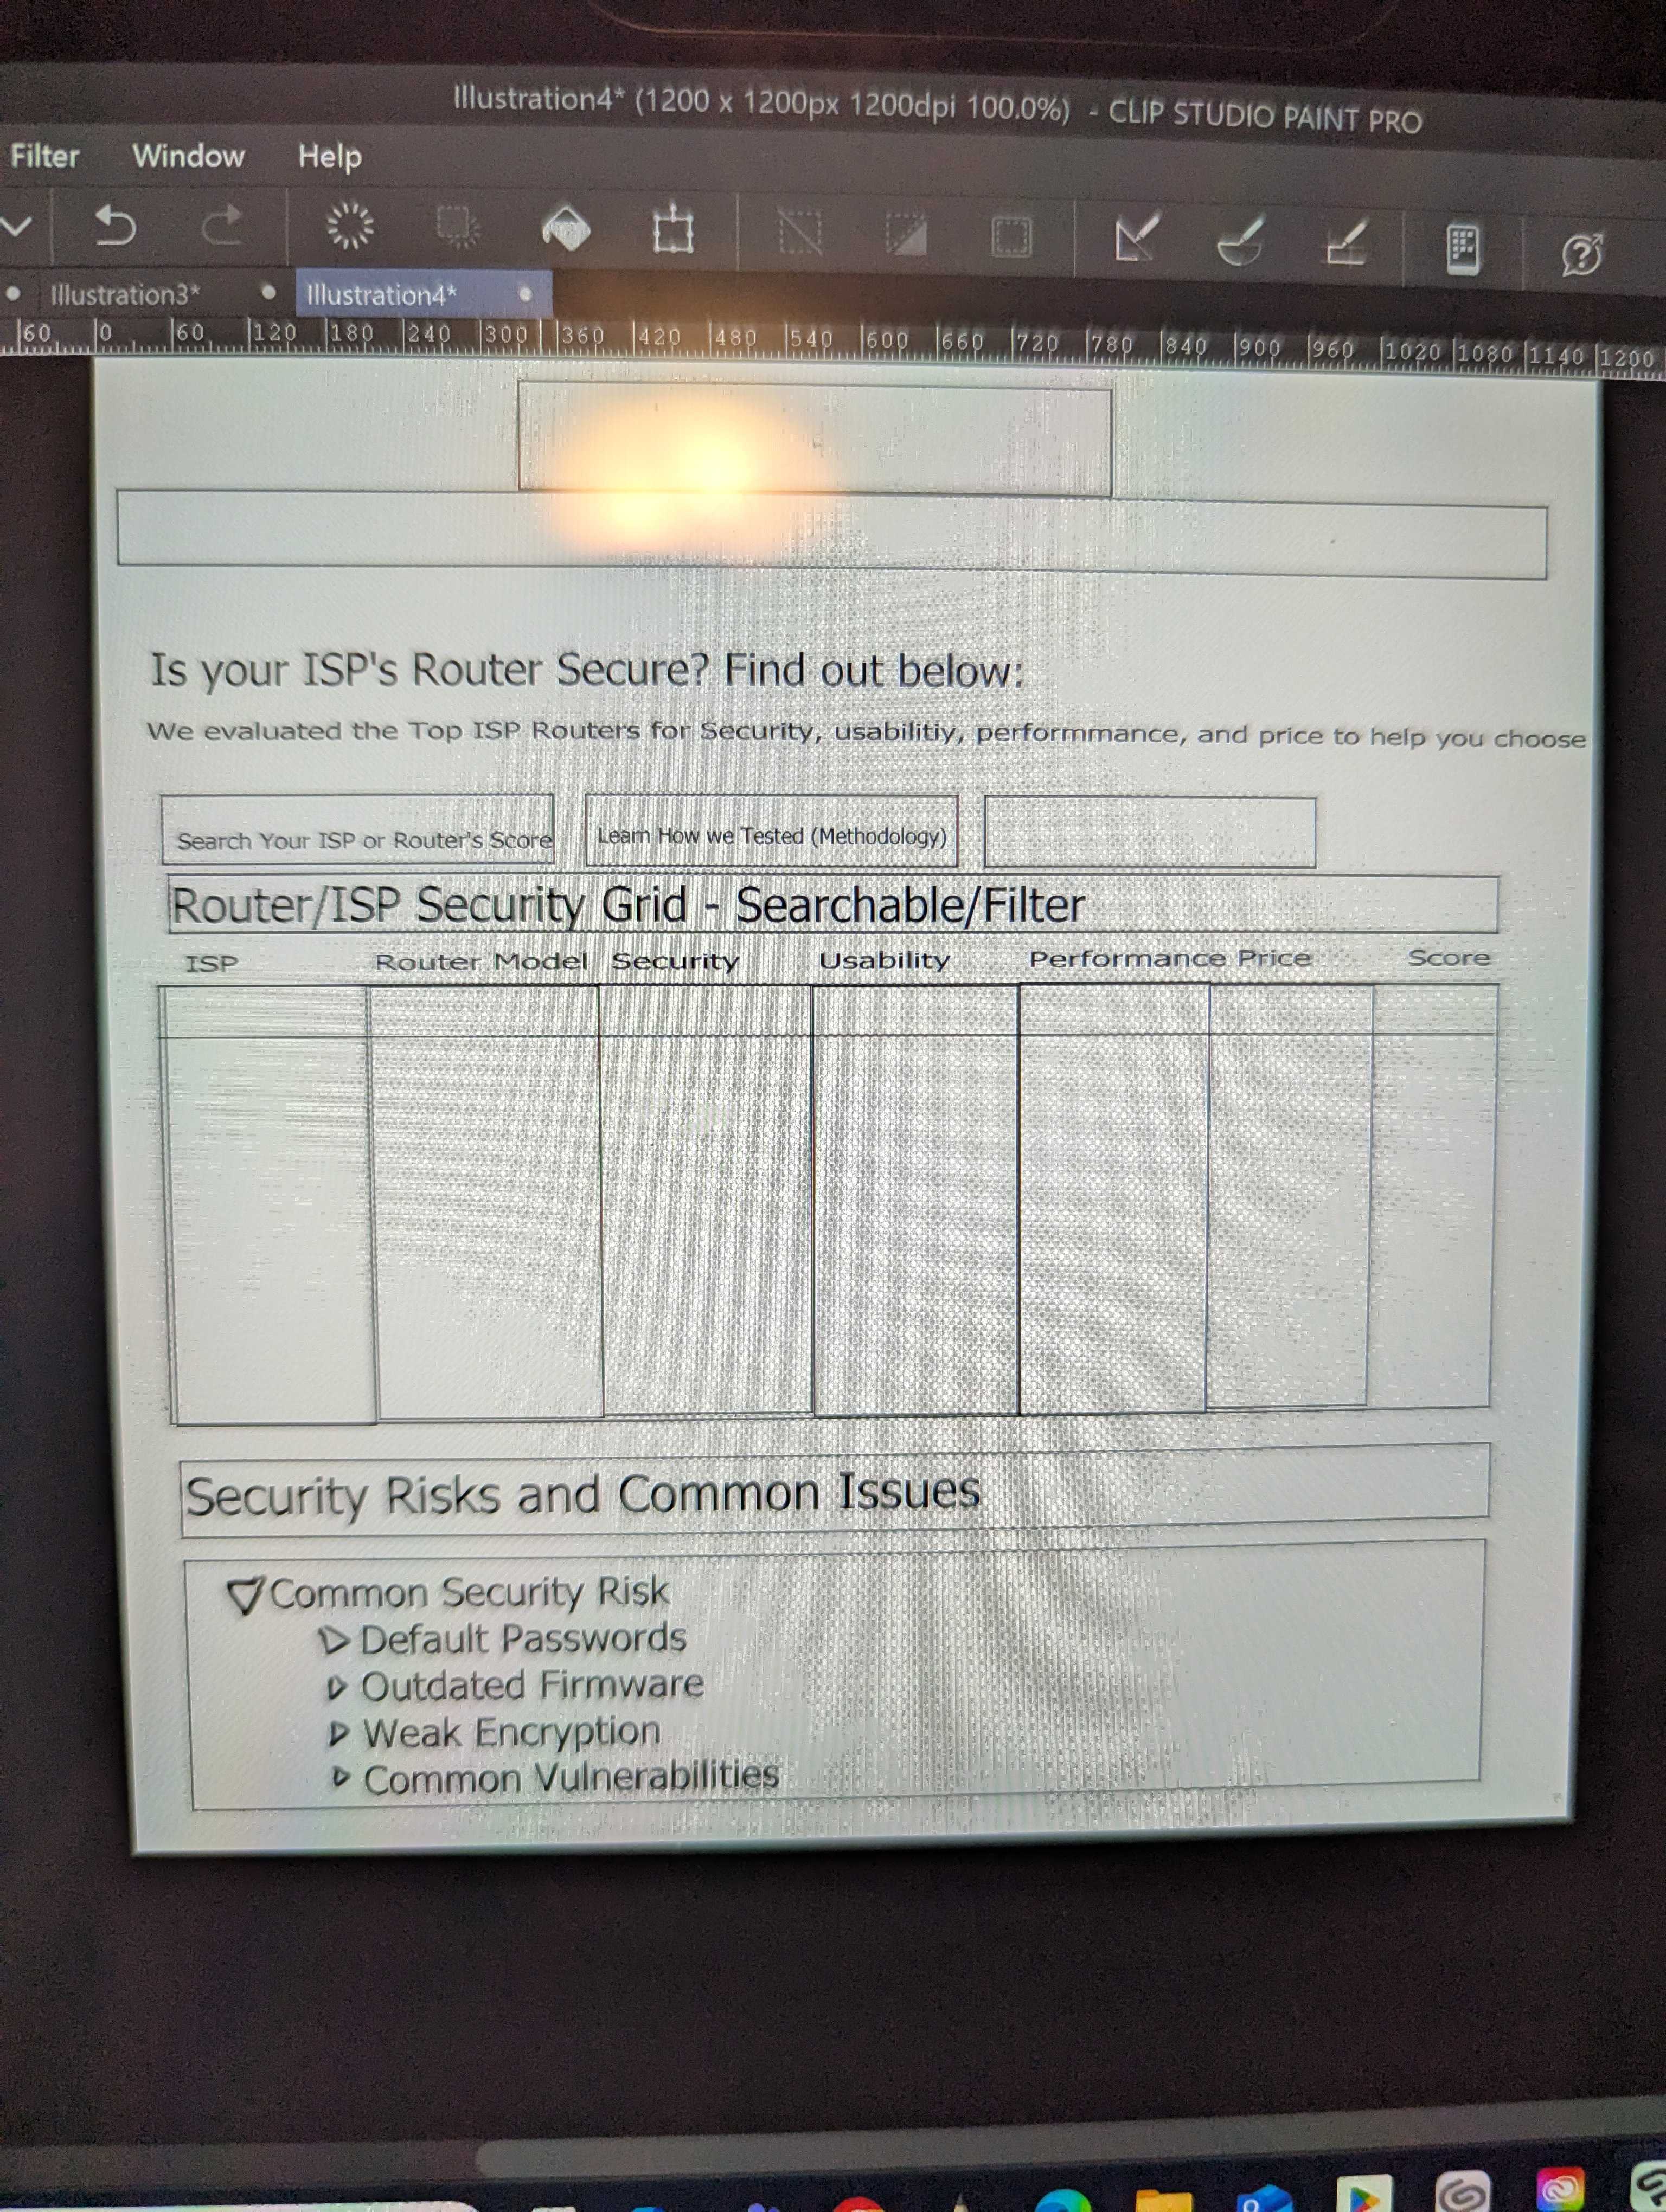 Illustration4* (1200 x 1200px 1200dpi 100.0%) - CLIP STUDIO PAINT PRO
Filter Window Help
Illustration3* Illustration4*
60 0 60 120 180 240 300 360 420 480 540 600 660 720 780 840 900 960 1020 1080 1140 1200
Is your ISP's Router Secure? Find out below:
We evaluated the Top ISP Routers for Security, usabilitiy, performmance, and price to help you choose
Search Your ISP or Router's Score Learn How we Tested (Methodology)
Router/ISP Security Grid - Searchable/Filter
ISP Router Model Security Usability Performance Price Score
Security Risks and Common Issues
Common Security Risk
Default Passwords
Outdated Firmware
Weak Encryption
Common Vulnerabilities